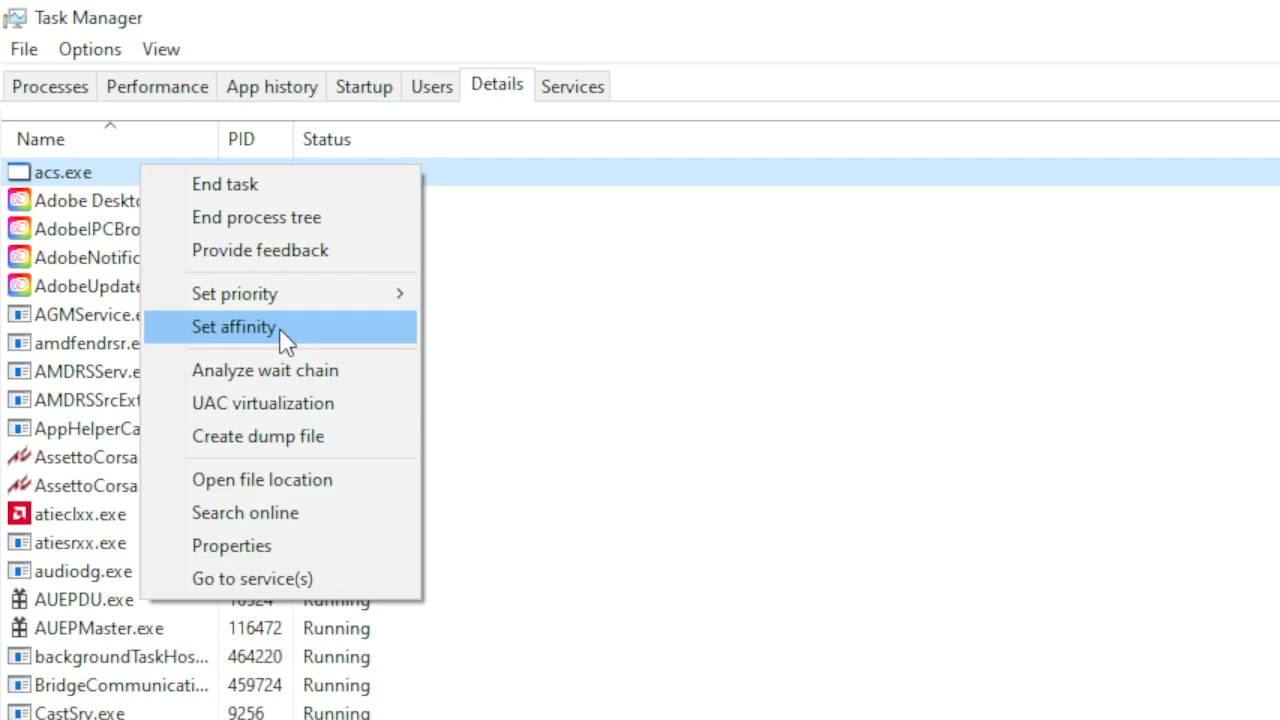 Task Manager
File Options View
Processes Performance App history Startup Users Details Services
Name PID Status
acs.exe
End task
Adobe Deskto
End process tree
AdobeIPCBro
Provide feedback
AdobeNotific
AdobeUpdate
Set priority
AGMService.e
Set affinity
amdfendrsr.e
AMDRSServ.e
Analyze wait chain
AMDRSSrcExt
UAC virtualization
AppHelperCa
Create dump file
AssettoCorsa
AssettoCorsa
Open file location
atieclxx.exe
Search online
atiesrxx.exe
Properties
audiodg.exe
Go to service(s)
AUEPDU.exe 16524 Running
AUEPMaster.exe 116472 Running
backgroundTaskHos... 464220 Running
BridgeCommunicati... 459724 Running
CastSrv.exe 9256 Running